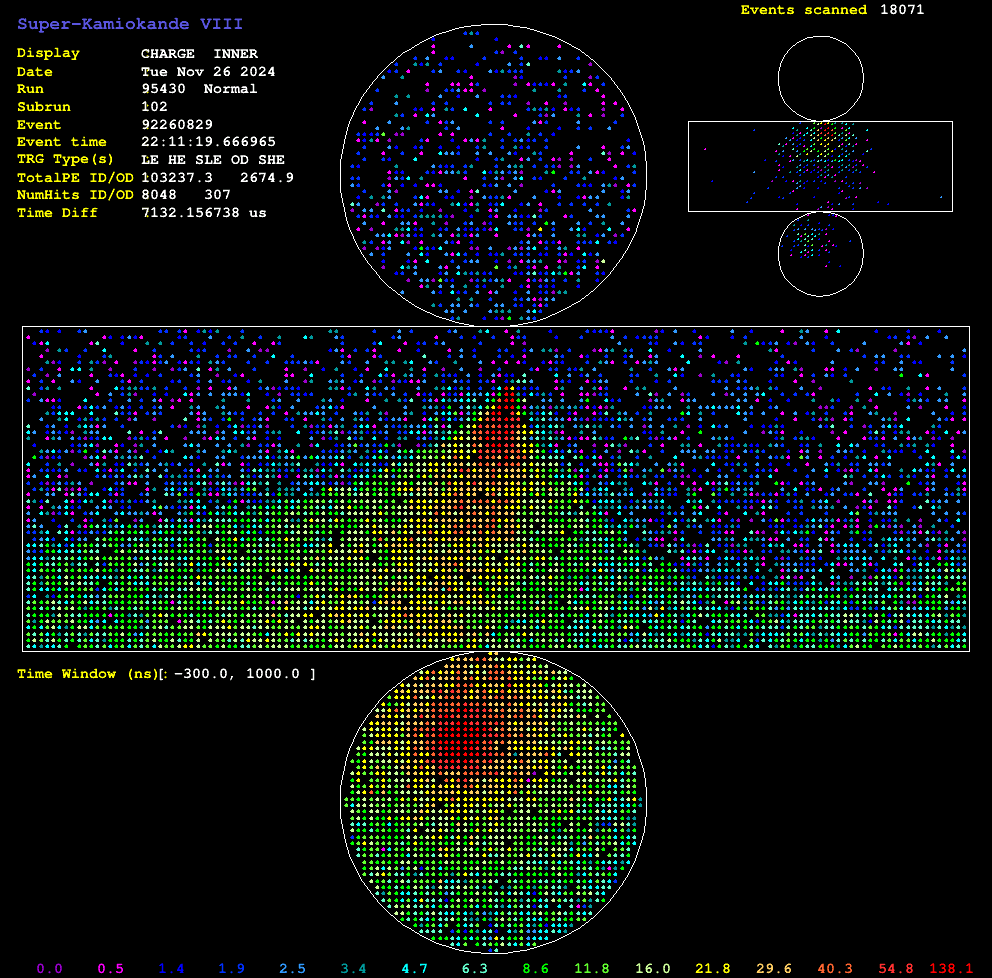 Super-Kamiokande VIII
Events scanned 18071
Display CHARGE INNER
Date Tue Nov 26 2024
Run 95430 Normal
Subrun 102
Event 92260829
Event time 22:11:19.666965
TRG Type(s) LE HE SLE OD SHE
TotalPE ID/OD 103237.3 2674.9
NumHits ID/OD 8048 307
Time Diff 7132.156738 us
Time Window (ns)[: -300.0, 1000.0 ]
0.0 0.5 1.4 1.9 2.5 3.4 4.7 6.3 8.6 11.8 16.0 21.8 29.6 40.3 54.8 138.1